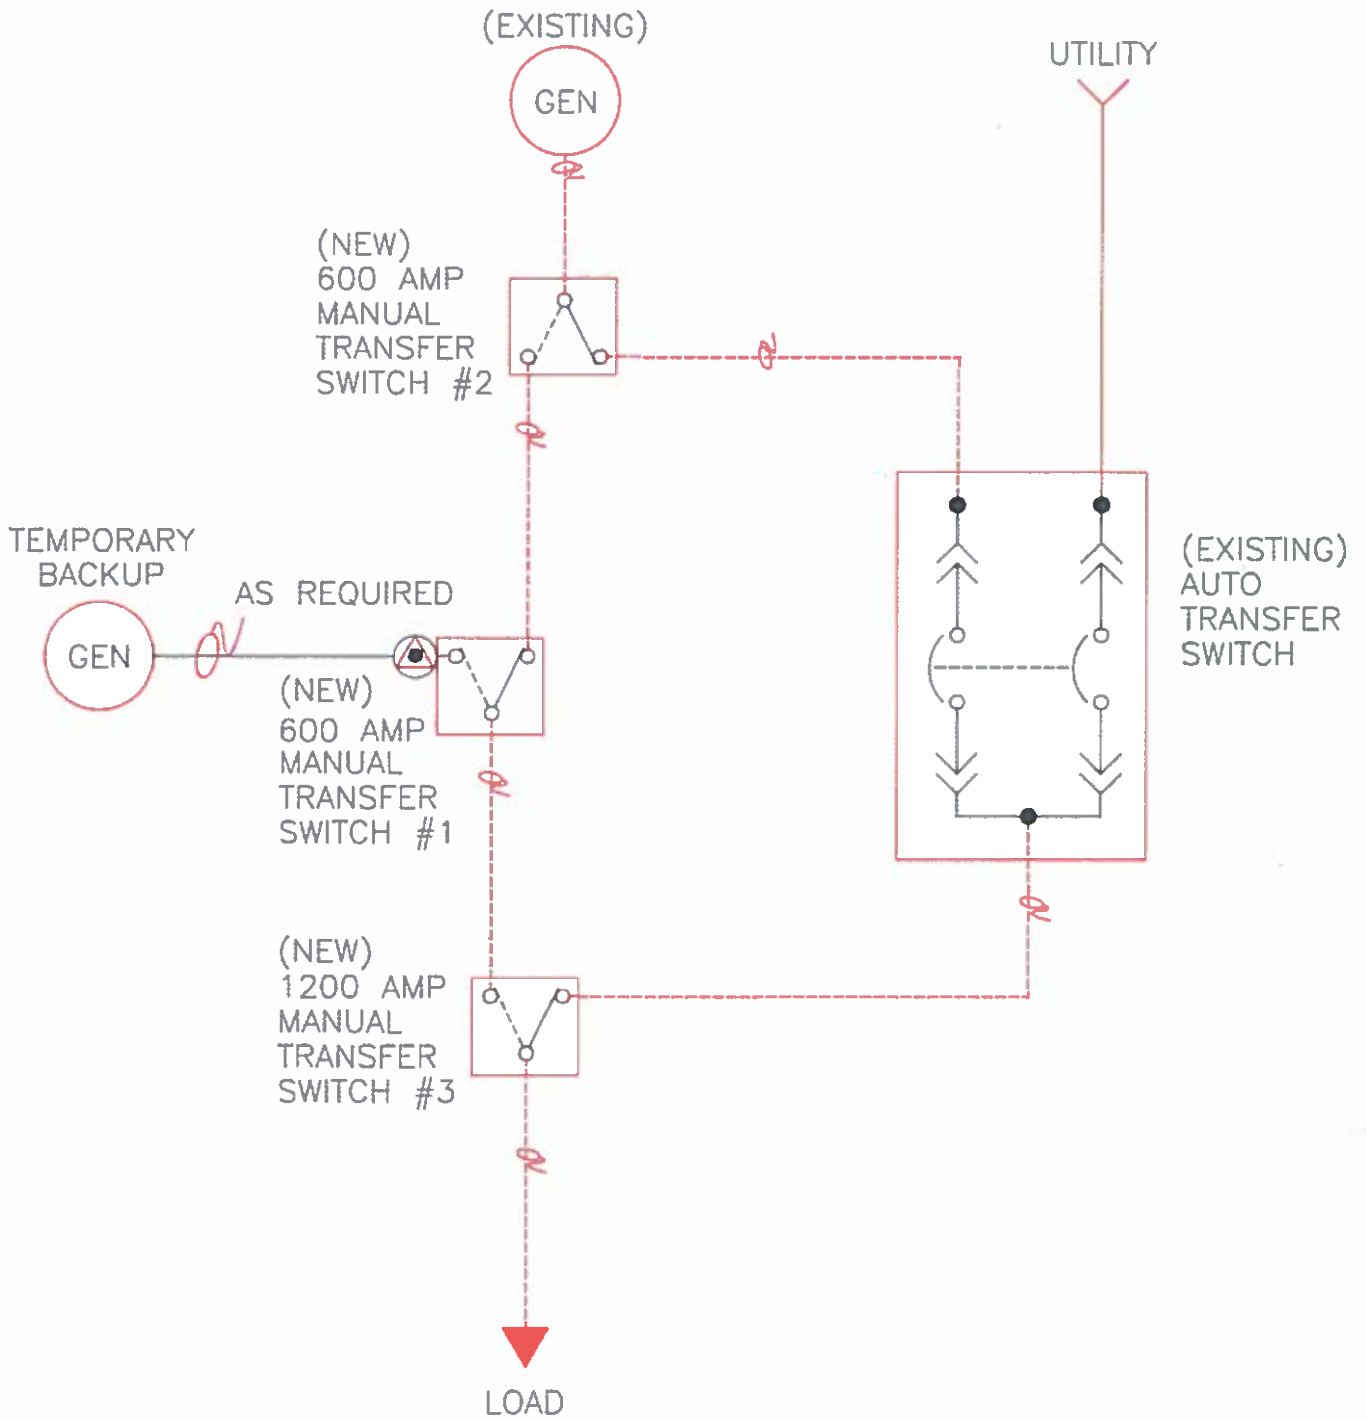 (EXISTING)
GEN
UTILITY
(NEW)
600 AMP
MANUAL
TRANSFER
SWITCH #2
TEMPORARY
BACKUP
GEN
AS REQUIRED
(NEW)
600 AMP
MANUAL
TRANSFER
SWITCH #1
(EXISTING)
AUTO
TRANSFER
SWITCH
(NEW)
1200 AMP
MANUAL
TRANSFER
SWITCH #3
LOAD